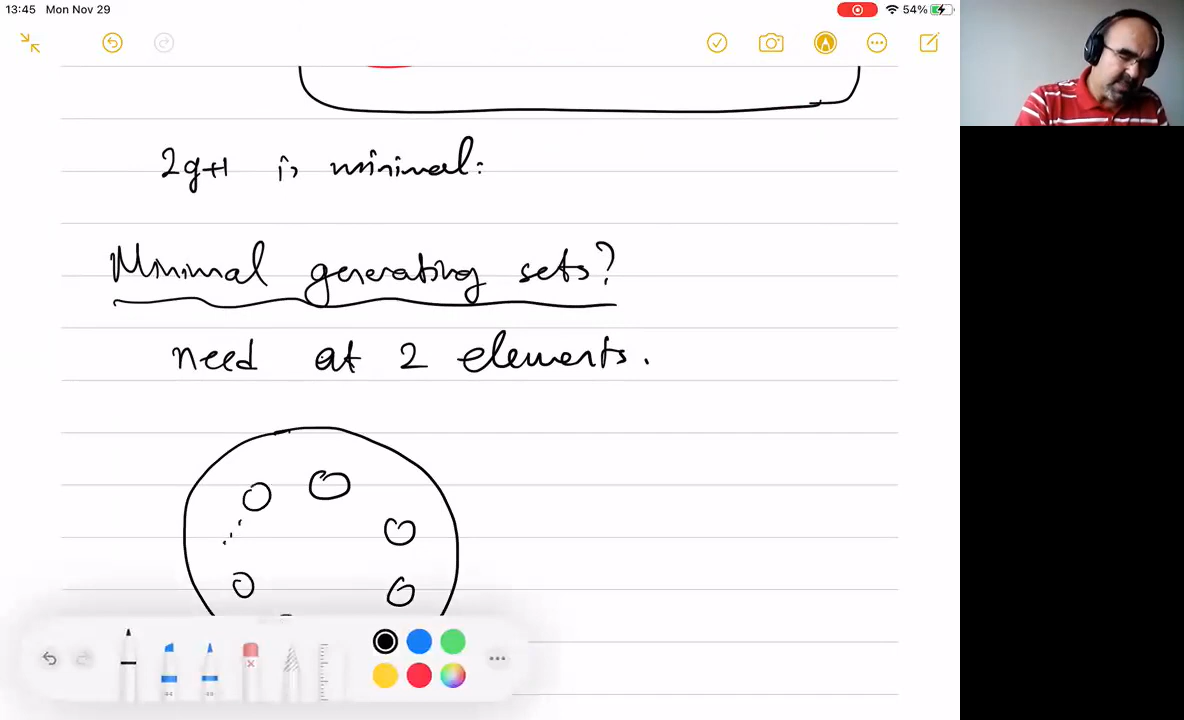 13:45 Mon Nov 29
54%
2g+1 is minimal:
Minimal generating sets?
need at 2 elements.